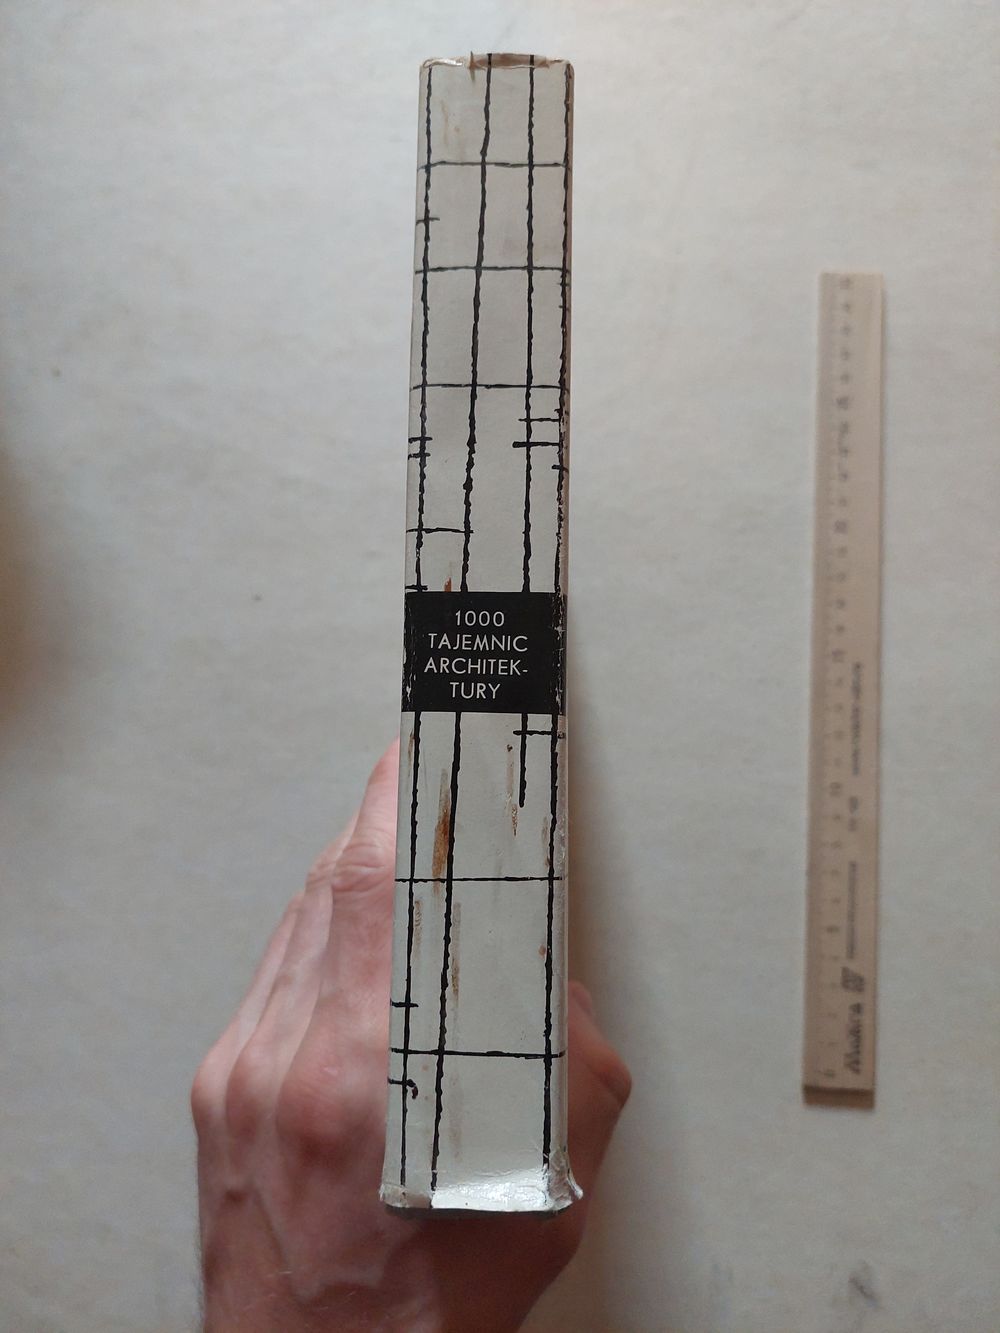 1000
TAJEMNIC
ARCHITEK-
TURY